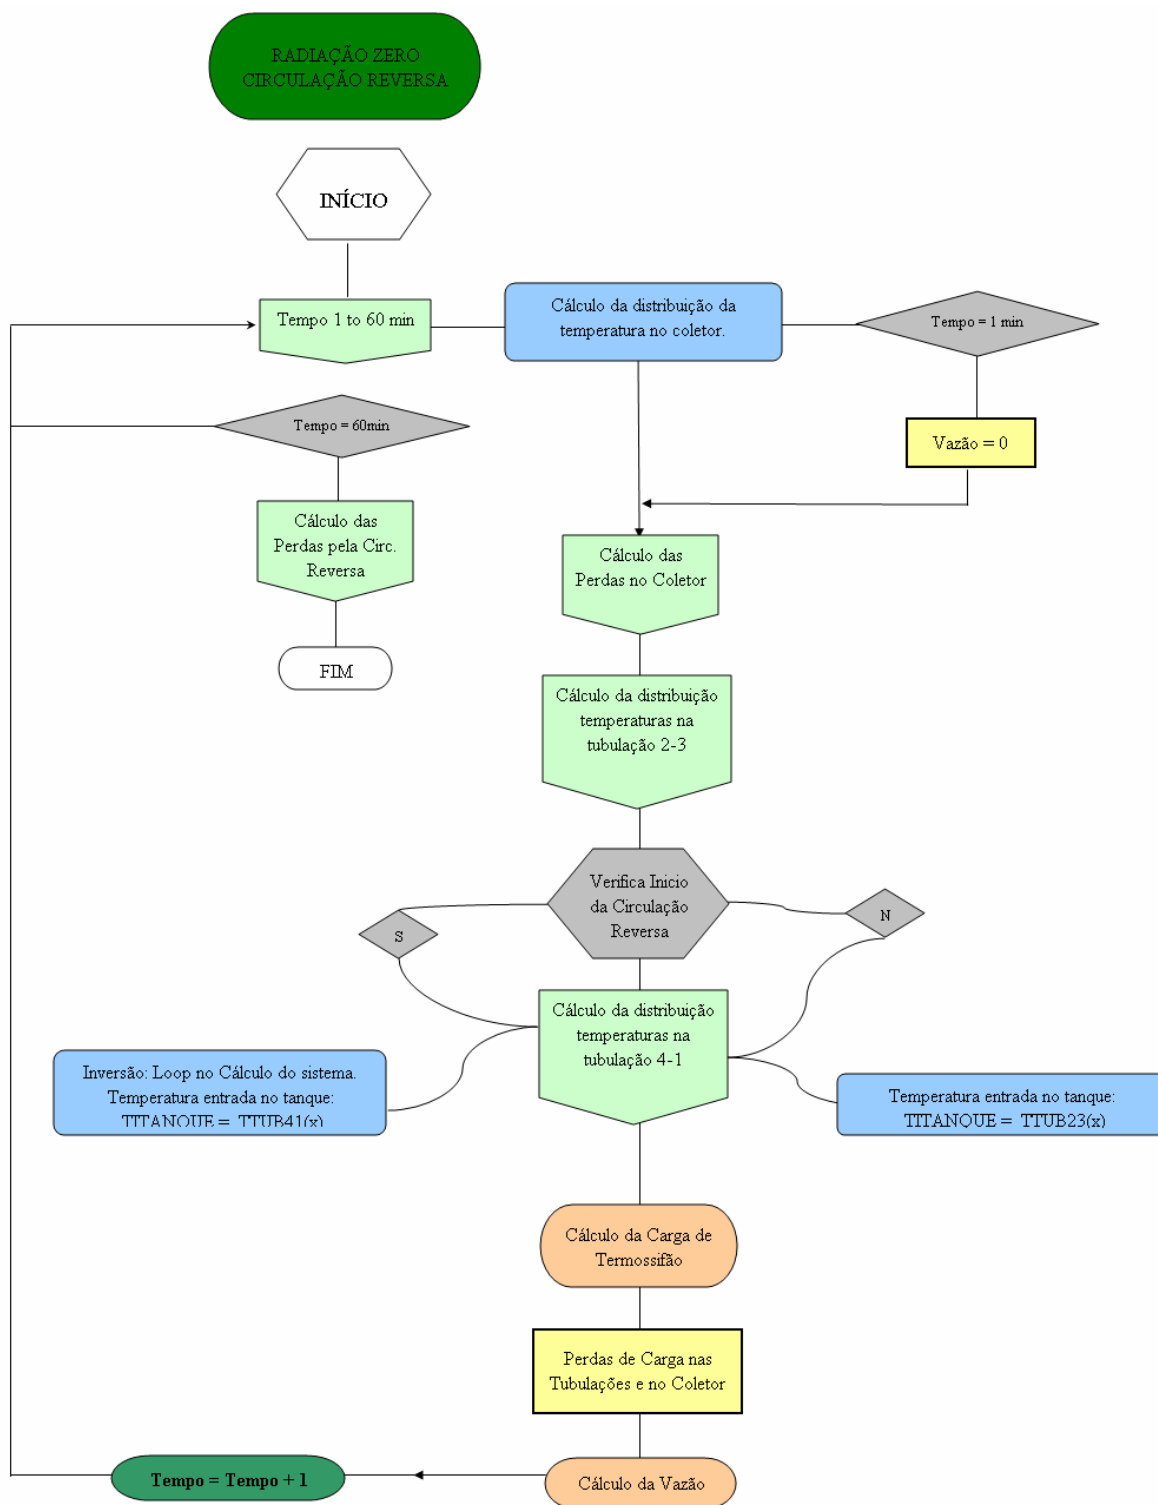 RADIAÇÃO ZERO
CIRCULAÇÃO REVERSA
INÍCIO
Tempo 1 to 60 min
Cálculo da distribuição da
temperatura no coletor.
Tempo = 1 min
Tempo = 60min
Vazão = 0
Cálculo das
Perdas pela Circ.
Reversa
Cálculo das
Perdas no Coletor
FIM
Cálculo da distribuição
temperaturas na
tubulação 2-3
Verifica Inicio
da Circulação
Reversa
S
N
Cálculo da distribuição
temperaturas na
tubulação 4-1
Inversão: Loop no Cálculo do sistema.
Temperatura entrada no tanque:
TITANQUE = TTUB41(x)
Temperatura entrada no tanque:
TITANQUE = TTUB23(x)
Cálculo da Carga de
Termossifão
Perdas de Carga nas
Tubulações e no Coletor
Tempo = Tempo + 1
Cálculo da Vazão